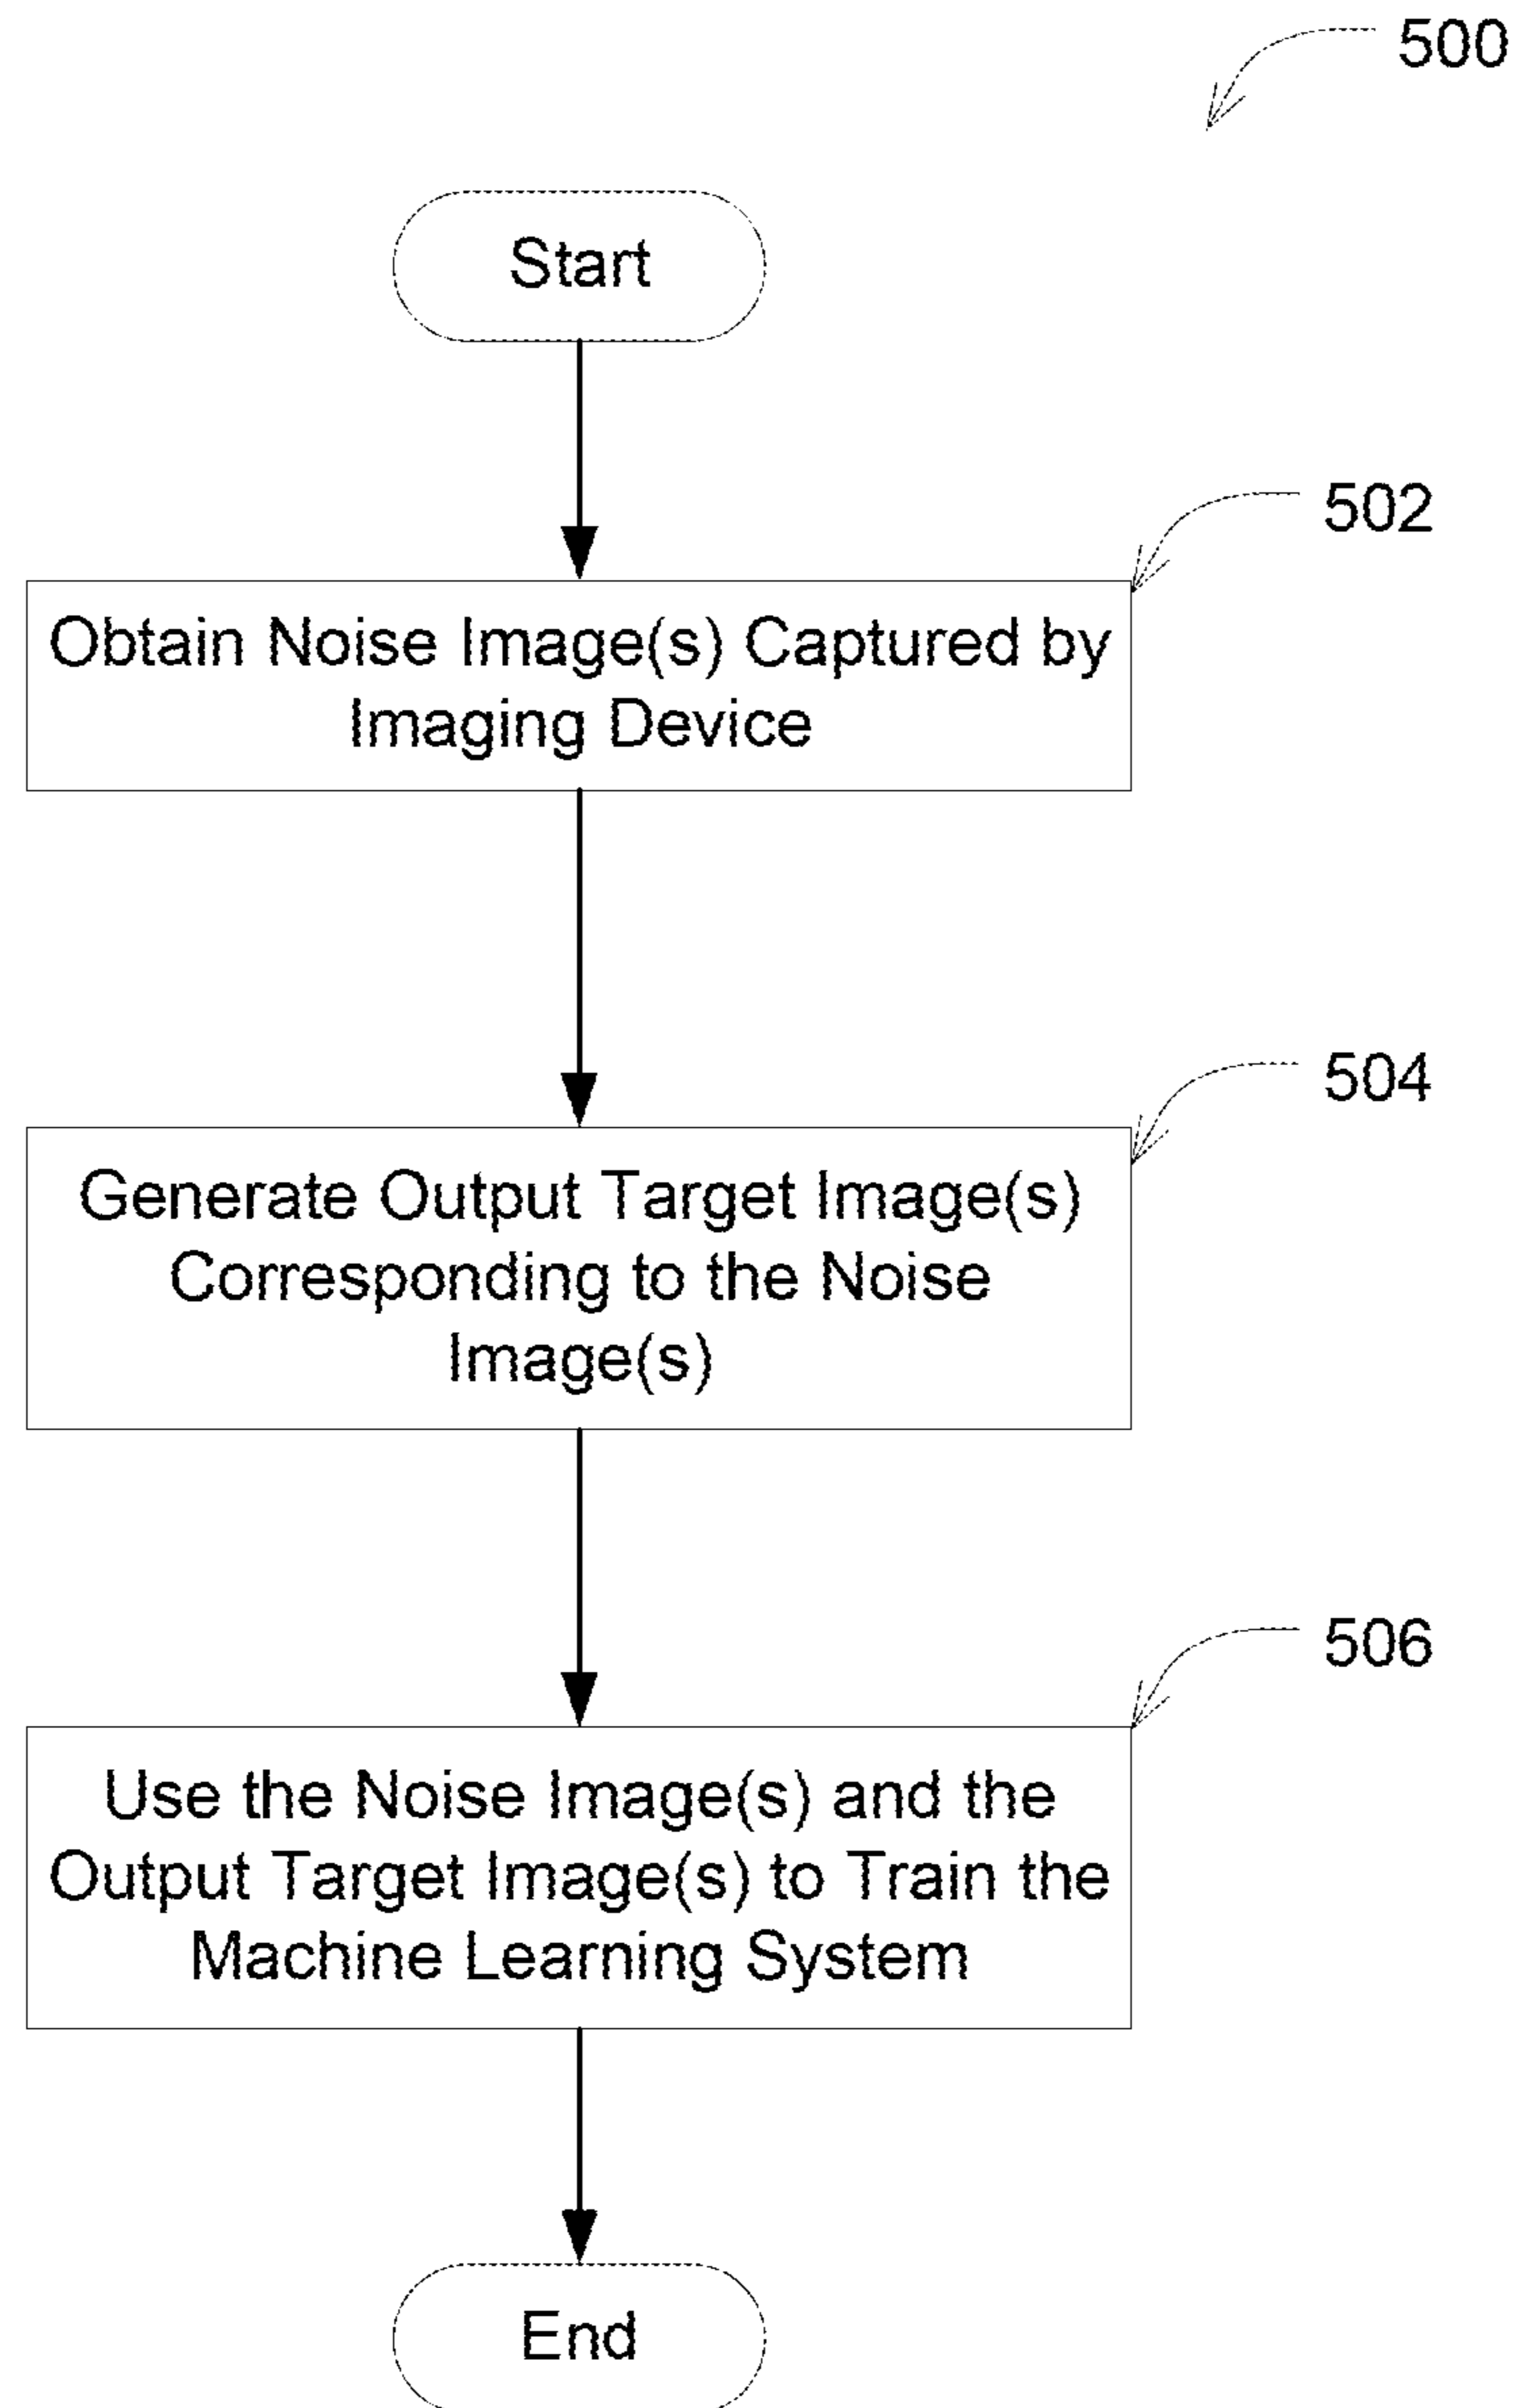 500
Start
502
Obtain Noise Image(s) Captured by
Imaging Device
504
Generate Output Target Image(s)
Corresponding to the Noise
Image(s)
506
Use the Noise Image(s) and the
Output Target Image(s) to Train the
Machine Learning System
End